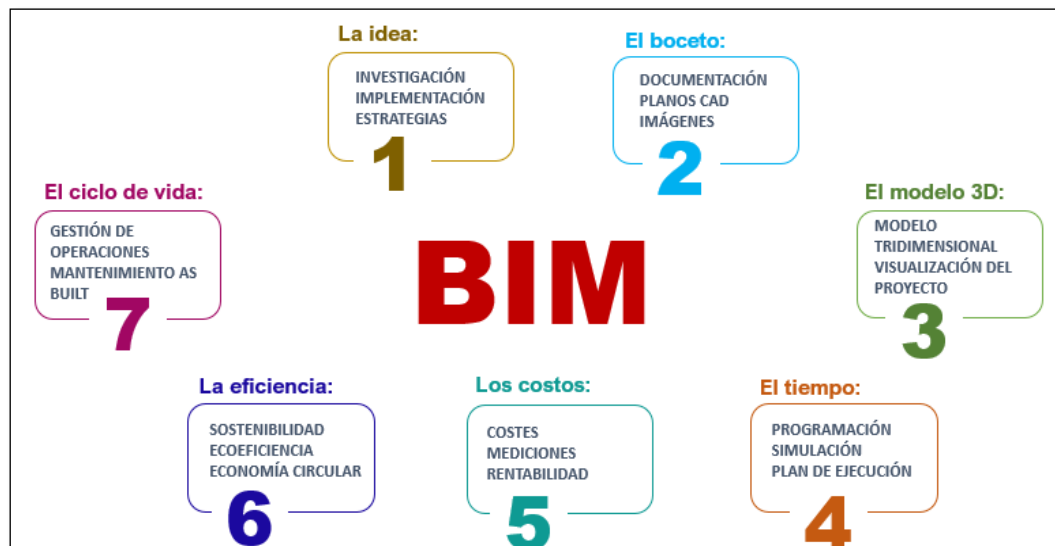 La idea:
INVESTIGACIÓN
IMPLEMENTACIÓN
ESTRATEGIAS
1
El boceto:
DOCUMENTACIÓN
PLANOS CAD
IMÁGENES
2
El modelo 3D:
MODELO
TRIDIMENSIONAL
VISUALIZACIÓN DEL
PROYECTO
3
El tiempo:
PROGRAMACIÓN
SIMULACIÓN
PLAN DE EJECUCIÓN
4
Los costos:
COSTES
MEDICIONES
RENTABILIDAD
5
La eficiencia:
SOSTENIBILIDAD
ECOEFICIENCIA
ECONOMÍA CIRCULAR
6
El ciclo de vida:
GESTIÓN DE
OPERACIONES
MANTENIMIENTO AS
BUILT
7
BIM